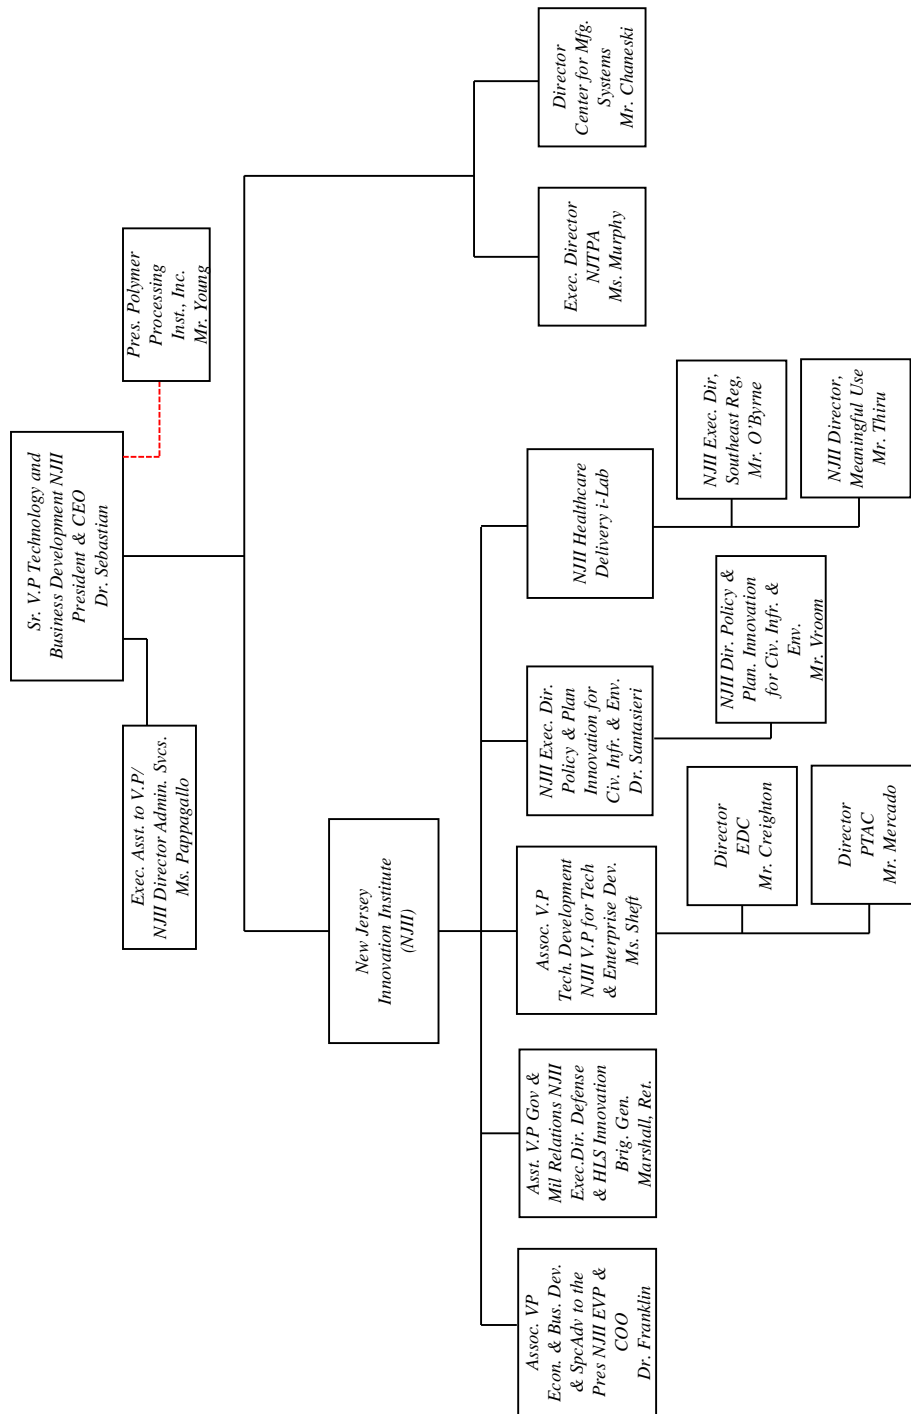 Sr. V.P Technology and
Business Development NJII
President & CEO
Dr. Sebastian
Exec. Asst. to V.P/
NJII Director Admin. Svcs.
Ms. Pappagallo
Pres. Polymer
Processing
Inst., Inc.
Mr. Young
New Jersey
Innovation Institute
(NJII)
Assoc. VP
Econ. & Bus. Dev.
& SpcAdv to the
Pres NJII EVP &
COO
Dr. Franklin
Asst. V.P Gov &
Mil Relations NJII
Exec.Dir. Defense
& HLS Innovation
Brig. Gen.
Marshall, Ret.
Assoc. V.P
Tech. Development
NJII V.P for Tech
& Enterprise Dev.
Ms. Sheft
NJII Exec. Dir.
Policy & Plan
Innovation for
Civ. Infr. & Env.
Dr. Santasieri
NJII Healthcare
Delivery i-Lab
Exec. Director
NJTPA
Ms. Murphy
Director
Center for Mfg.
Systems
Mr. Chaneski
Director
EDC
Mr. Creighton
Director
PTAC
Mr. Mercado
NJII Dir. Policy &
Plan. Innovation
for Civ. Infr. &
Env.
Mr. Vroom
NJII Exec. Dir,
Southeast Reg,
Mr. O'Byrne
NJII Director,
Meaningful Use
Mr. Thiru